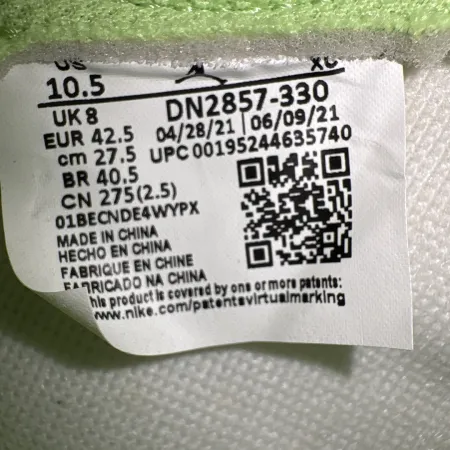 US
10.5
UK 8
EUR 42.5
cm 27.5
BR 40.5
CN 275(2.5)
01BECNDE4WYPX
DN2857-330
04/28/21 | 06/09/21
UPC 00195244635740
MADE IN CHINA
HECHO EN CHINA
FABRIQUE EN CHINE
FABRICADO NA CHINA
his product is covered by one or more patents:
www.nike.com/patentsvirtualmarking